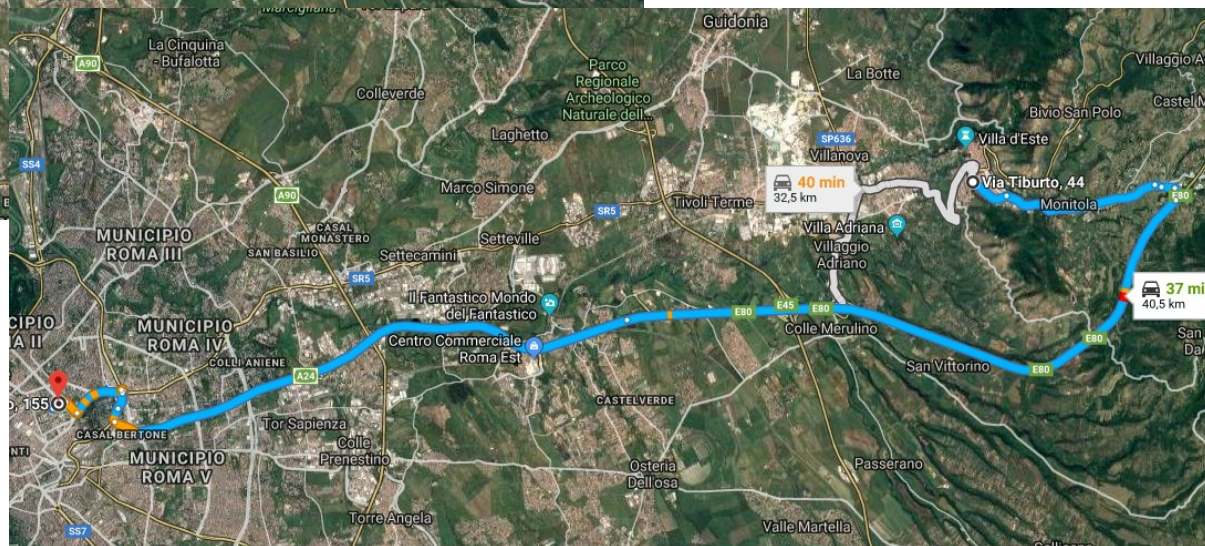 Marcigliana
Guidonia
La Cinquina
- Bufalotta
A90
Colleverde
Parco
Regionale
Archeologico
Naturale dell...
La Botte
Villaggio A
Castel M
Bivio San Polo
Laghetto
SS4
SP636
Villanova
Villa d'Este
40 min
32,5 km
Via Tiburto, 44
A90
Marco Simone
Tivoli Terme
Monitola
E80
SR5
MUNICIPIO
ROMA III
CASAL
MONASTERO
SAN BASILIO
Setteville
Settecamini
Villa Adriana
Villaggio
Adriano
SR5
Il Fantastico Mondo
del Fantastico
37 mi
40,5 km
E80
E45
E80
Colle Merulino
CIPIO
A II
MUNICIPIO
ROMA IV
Centro Commerciale
Roma Est
San
Da
E80
COLLI ANIENE
A24
San Vittorino
E80
o, 155
CASTELVERDE
Tor Sapienza
CASAL BERTONE
Colle
Prenestino
NTI
MUNICIPIO
ROMA V
Osteria
Dell'osa
Passerano
Torre Angela
SS7
Valle Martella